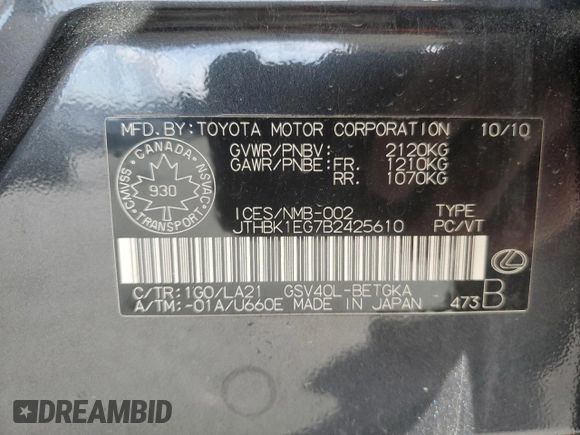 MFD.BY:TOYOTA MOTOR CORPORATION 10/10
GVWR/PNBV: 2120KG
GAWR/PNBE:FR. 1210KG
RR. 1070KG
CANADA
CMVSS
930
NSVAC
TRANSPORT
ICES/NMB-002 TYPE
JTHBK1EG7B2425610 PC/VT
C/TR:1G0/LA21 GSV40L-BETGKA
A/TM:-01A/U660E MADE IN JAPAN 473 B
DREAMBID